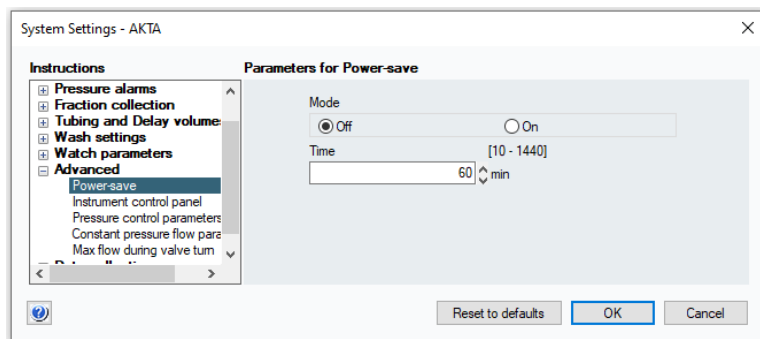 System Settings - AKTA
Instructions
Pressure alarms
Fraction collection
Tubing and Delay volume
Wash settings
Watch parameters
Advanced
Power-save
Instrument control panel
Pressure control parameters
Constant pressure flow para
Max flow during valve turn
Parameters for Power-save
Mode
Off On
Time [10 - 1440]
60 min
Reset to defaults OK Cancel